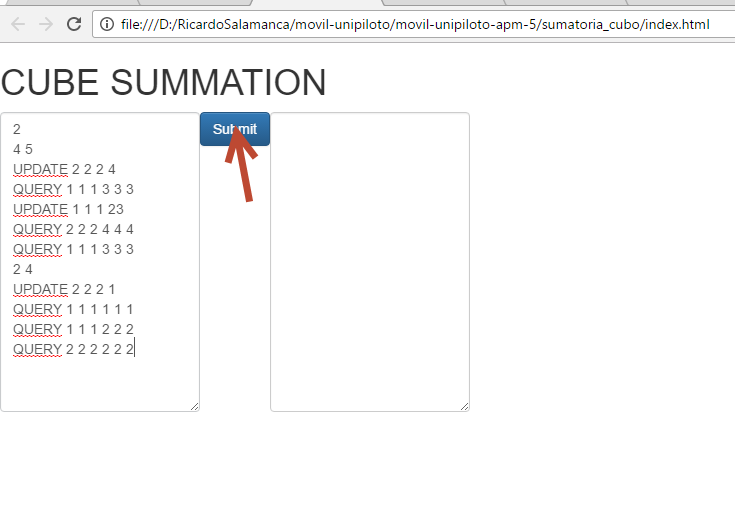 file:///D:/RicardoSalamanca/movil-unipiloto/movil-unipiloto-apm-5/sumatoria_cubo/index.html
CUBE SUMMATION
2
4 5
UPDATE 2 2 2 4
QUERY 1 1 1 3 3 3
UPDATE 1 1 1 23
QUERY 2 2 2 4 4 4
QUERY 1 1 1 3 3 3
2 4
UPDATE 2 2 2 1
QUERY 1 1 1 1 1 1
QUERY 1 1 1 2 2 2
QUERY 2 2 2 2 2 2
Submit